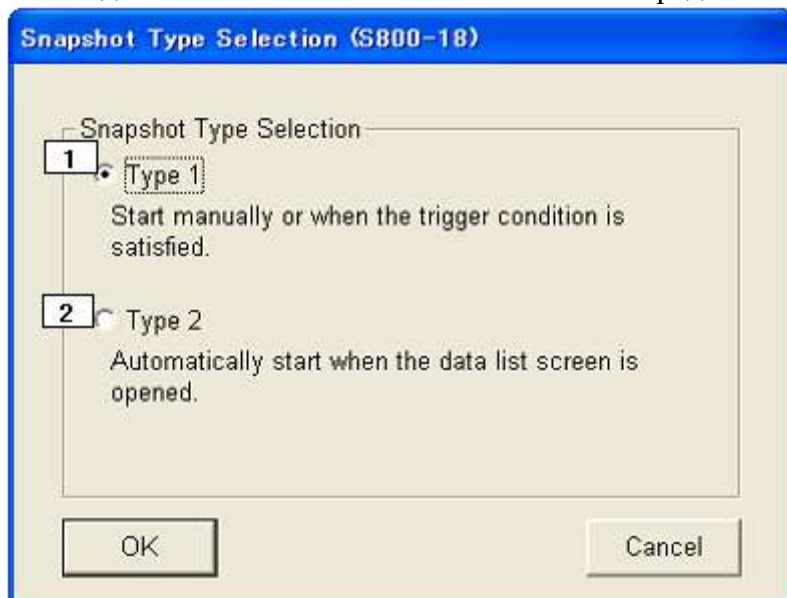 Snapshot Type Selection (S800-18)
Snapshot Type Selection
1
Type 1
Start manually or when the trigger condition is
satisfied.
2
Type 2
Automatically start when the data list screen is
opened.
OK
Cancel